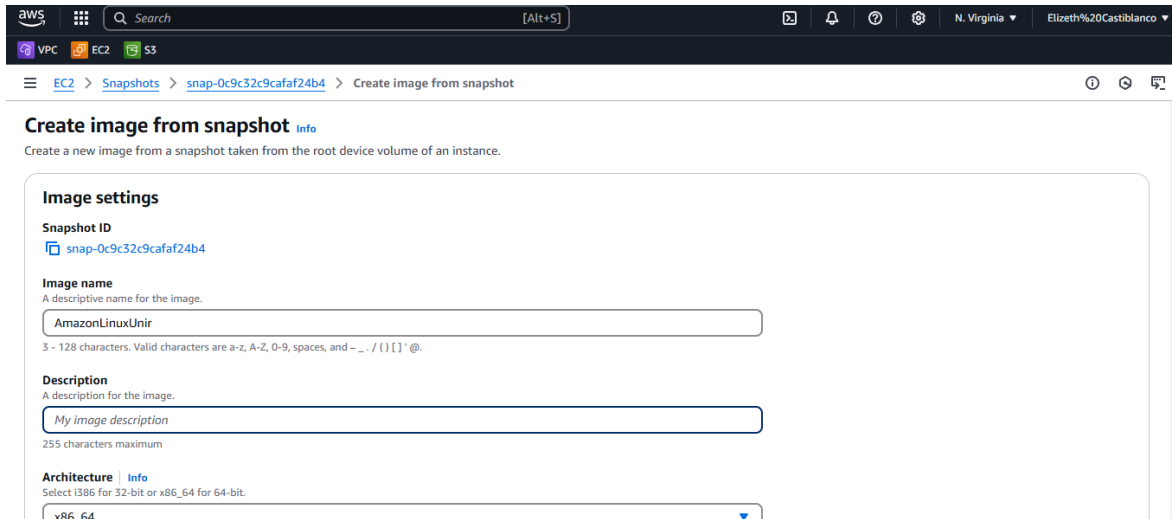 aws Search [Alt+S] N. Virginia Elizeth%20Castiblanco
VPC EC2 S3
EC2 > Snapshots > snap-0c9c32c9cafaf24b4 > Create image from snapshot
Create image from snapshot Info
Create a new image from a snapshot taken from the root device volume of an instance.
Image settings
Snapshot ID
snap-0c9c32c9cafaf24b4
Image name
A descriptive name for the image.
AmazonLinuxUnir
3 - 128 characters. Valid characters are a-z, A-Z, 0-9, spaces, and – _ . / ( ) [ ] ' @.
Description
A description for the image.
My image description
255 characters maximum
Architecture | Info
Select i386 for 32-bit or x86_64 for 64-bit.
x86_64